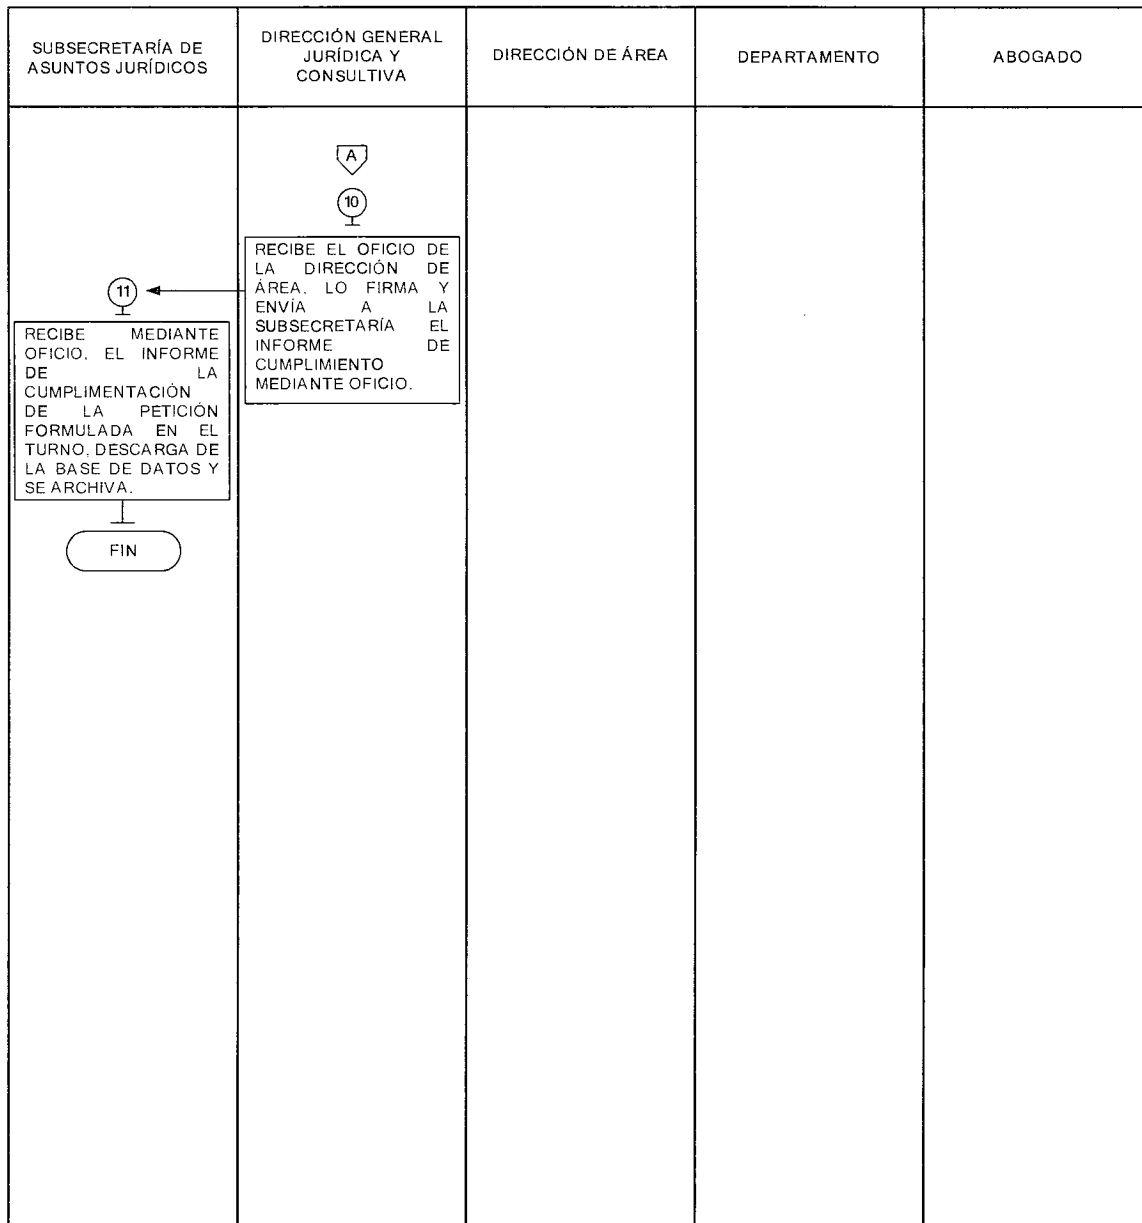 SUBSECRETARÍA DE
ASUNTOS JURÍDICOS
DIRECCIÓN GENERAL
JURÍDICA Y
CONSULTIVA
DIRECCIÓN DE ÁREA
DEPARTAMENTO
ABOGADO
A
10
RECIBE EL OFICIO DE
LA DIRECCIÓN DE
ÁREA, LO FIRMA Y
ENVÍA A LA
SUBSECRETARÍA EL
INFORME DE
CUMPLIMIENTO
MEDIANTE OFICIO.
11
RECIBE MEDIANTE
OFICIO, EL INFORME
DE LA
CUMPLIMENTACIÓN
DE LA PETICIÓN
FORMULADA EN EL
TURNO, DESCARGA DE
LA BASE DE DATOS Y
SE ARCHIVA.
FIN